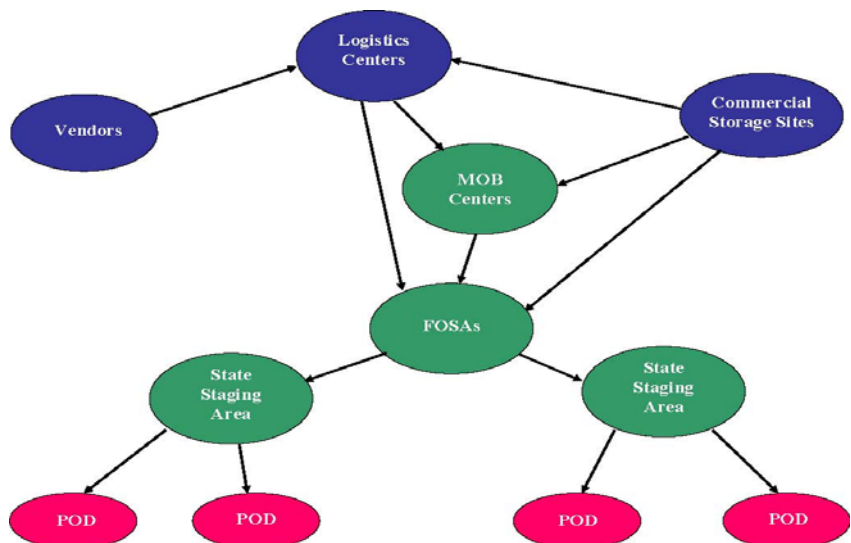 Logistics
Centers
Vendors
Commercial
Storage Sites
MOB
Centers
FOSAs
State
Staging
Area
State
Staging
Area
POD
POD
POD
POD